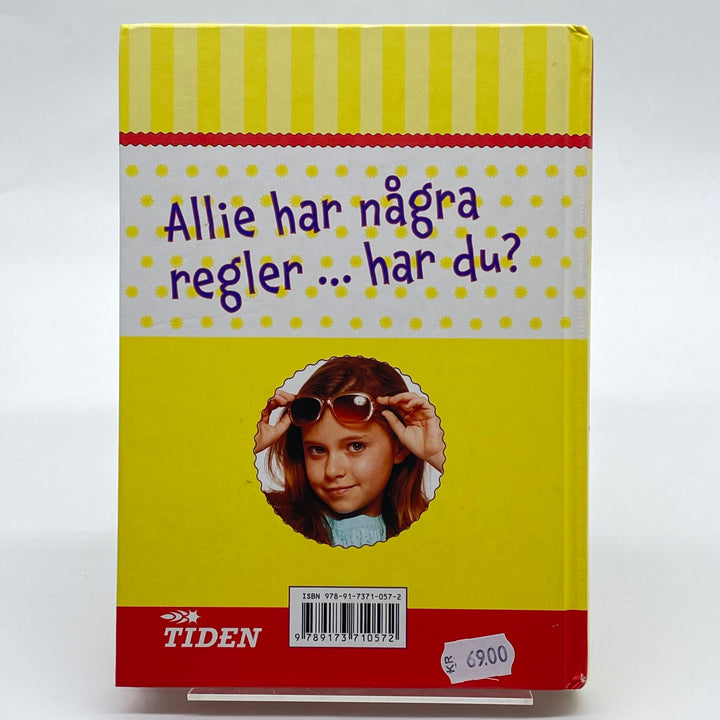 Allie har några
regler ... har du?
ISBN 978-91-7371-057-2
9 789173 710572
TIDEN
KR 69.00